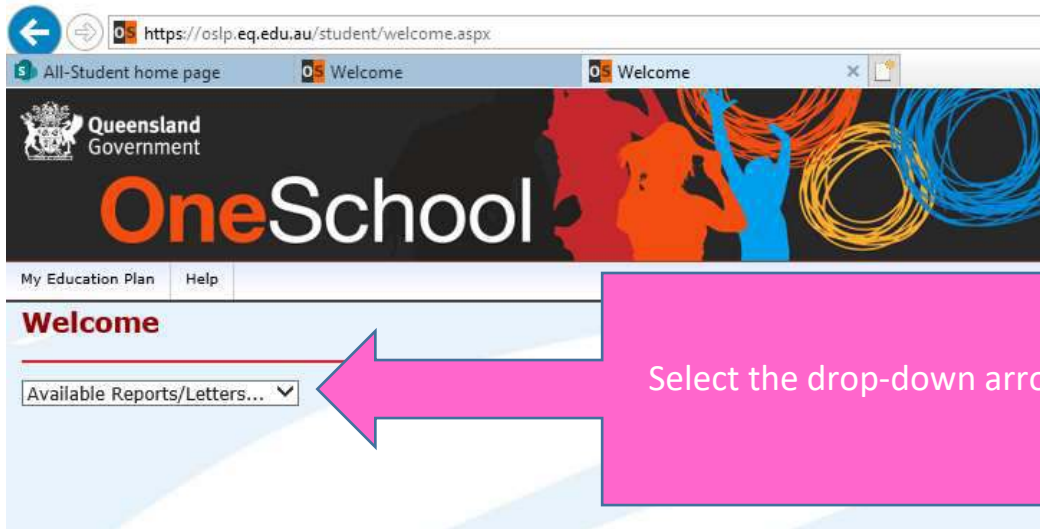 https://oslp.eq.edu.au/student/welcome.aspx
All-Student home page
Welcome
Welcome
Queensland
Government
OneSchool
My Education Plan
Help
Welcome
Available Reports/Letters...
Select the drop-down